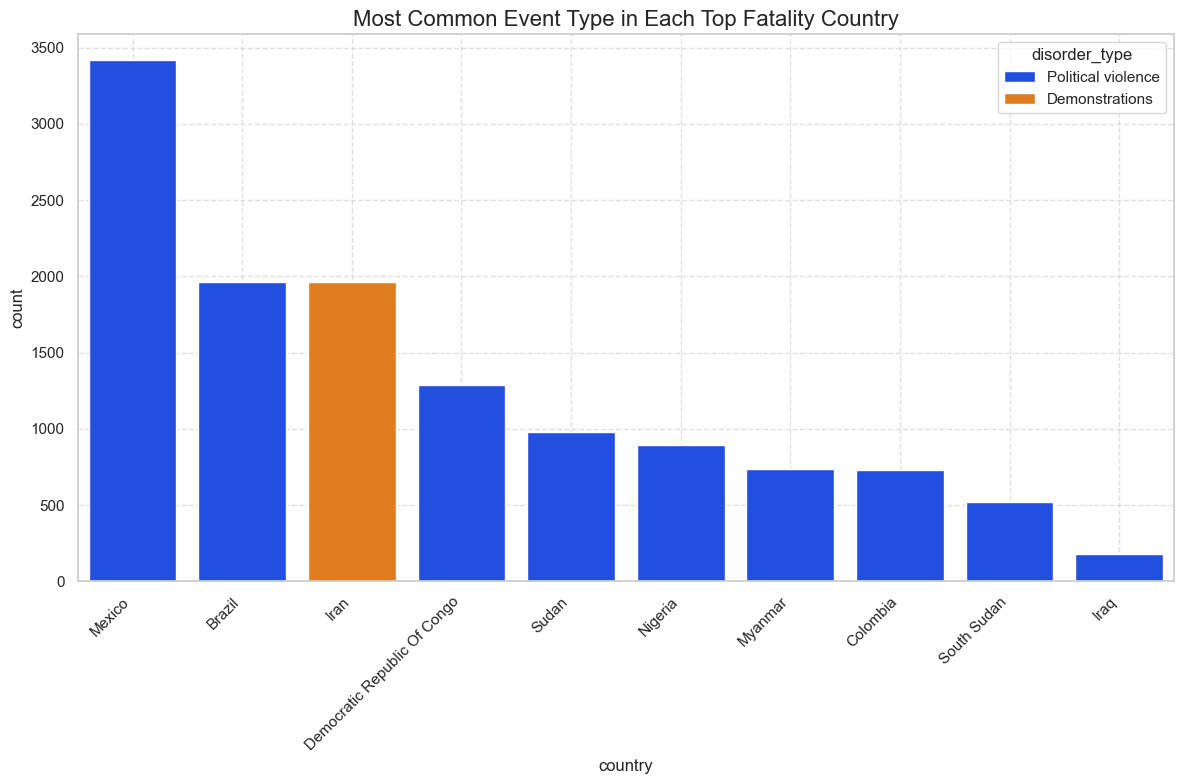 Most Common Event Type in Each Top Fatality Country
disorder_type
Political violence
Demonstrations
3500
3000
2500
2000
1500
1000
500
0
count
Mexico
Brazil
Iran
Democratic Republic Of Congo
Sudan
Nigeria
Myanmar
Colombia
South Sudan
Iraq
country